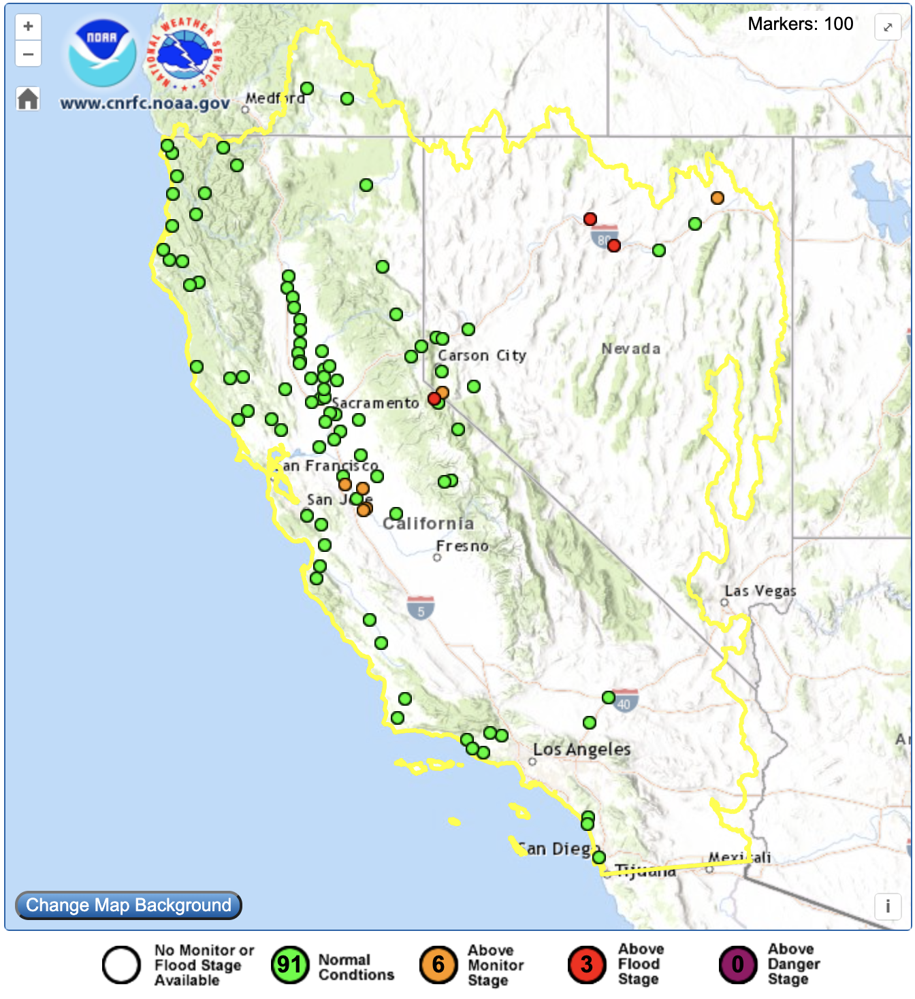 +
Markers: 100
−
NOAA
NATIONAL WEATHER SERVICE
www.cnrfc.noaa.gov
Medford
80
Nevada
Carson City
Sacramento
an Francisco
San Jose
California
Fresno
Las Vegas
5
40
Los Angeles
Ar
San Diego
Mexicali
Tijuana
Change Map Background
i
No Monitor or
Flood Stage
Available
91
Normal
Condtions
6
Above
Monitor
Stage
3
Above
Flood
Stage
0
Above
Danger
Stage